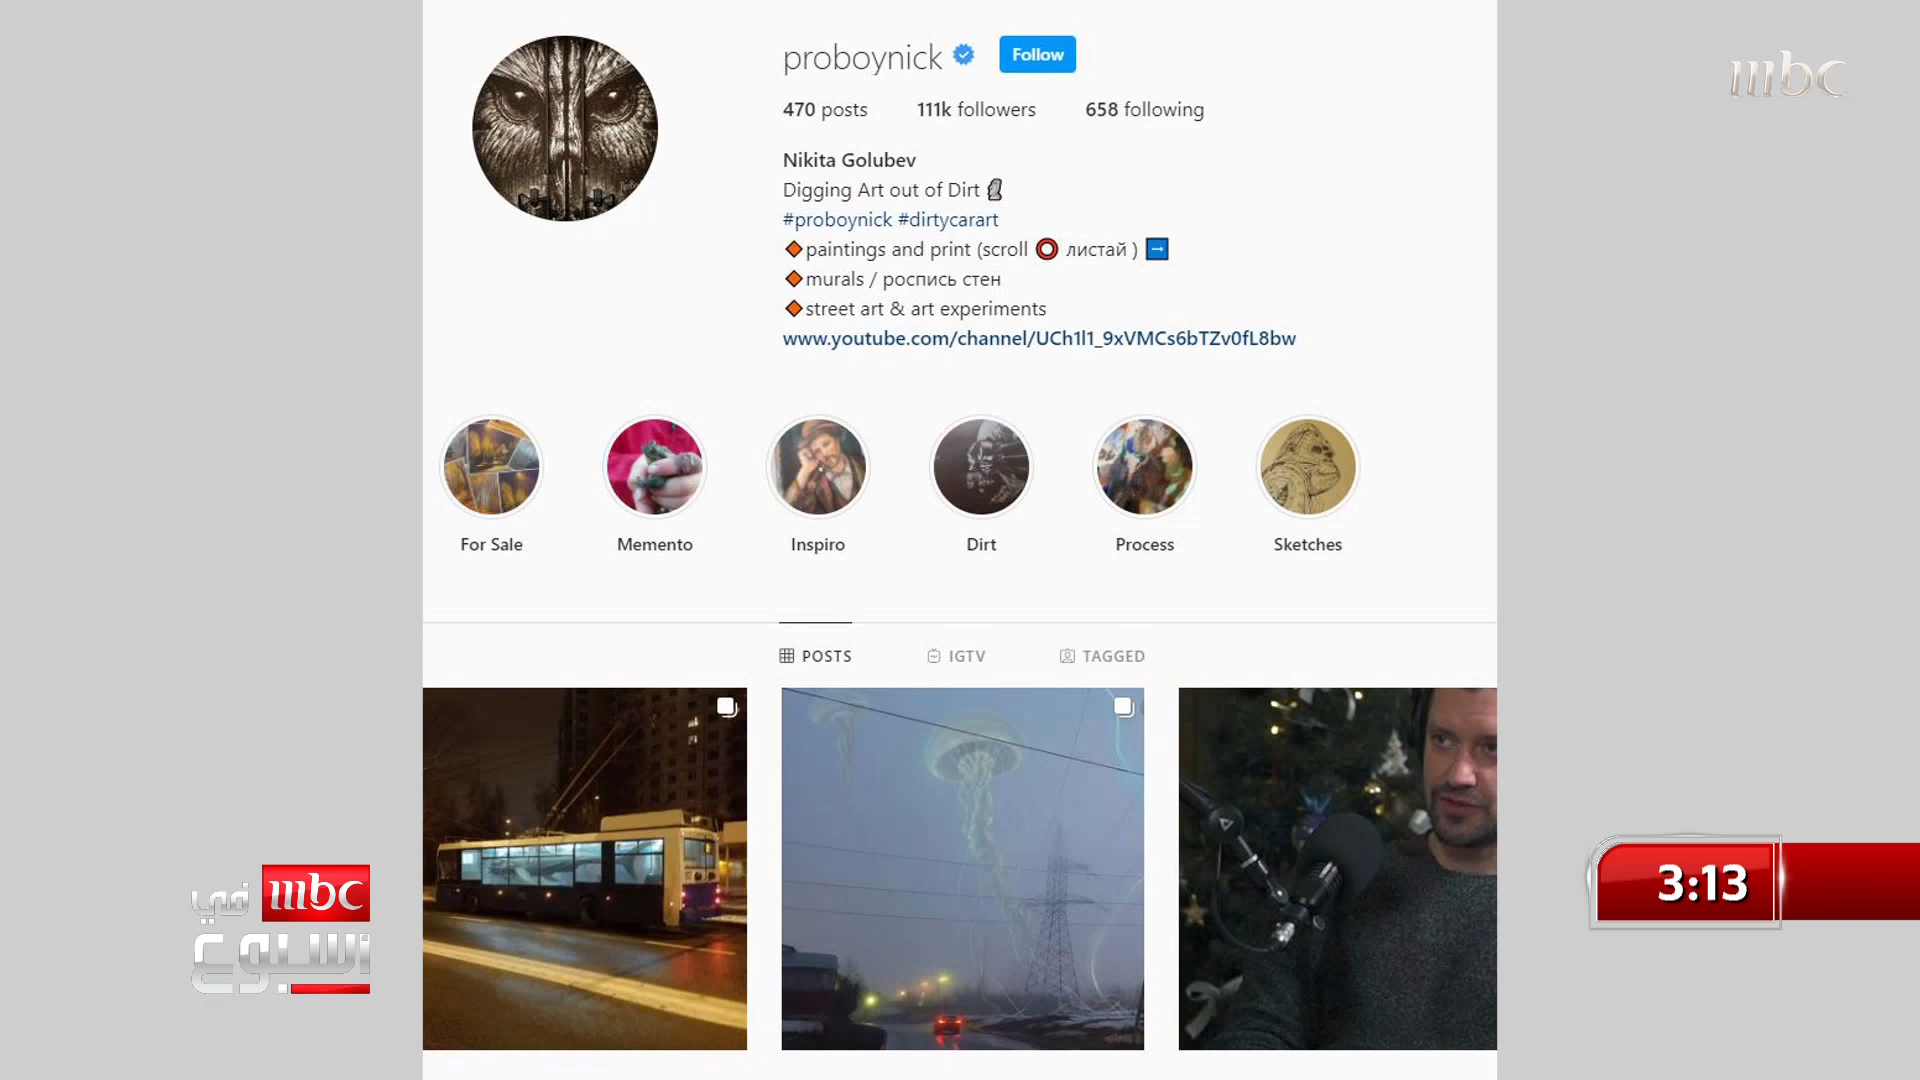 proboynick Follow
470 posts 111k followers 658 following
Nikita Golubev
Digging Art out of Dirt 🗿
#proboynick #dirtycarart
🔸paintings and print (scroll ⭕ листай ) ➡
🔸murals / роспись стен
🔸street art & art experiments
www.youtube.com/channel/UCh1l1_9xVMCs6bTZv0fL8bw
For Sale Memento Inspiro Dirt Process Sketches
POSTS IGTV TAGGED
mbc
3:13
mbc في
أسبوع